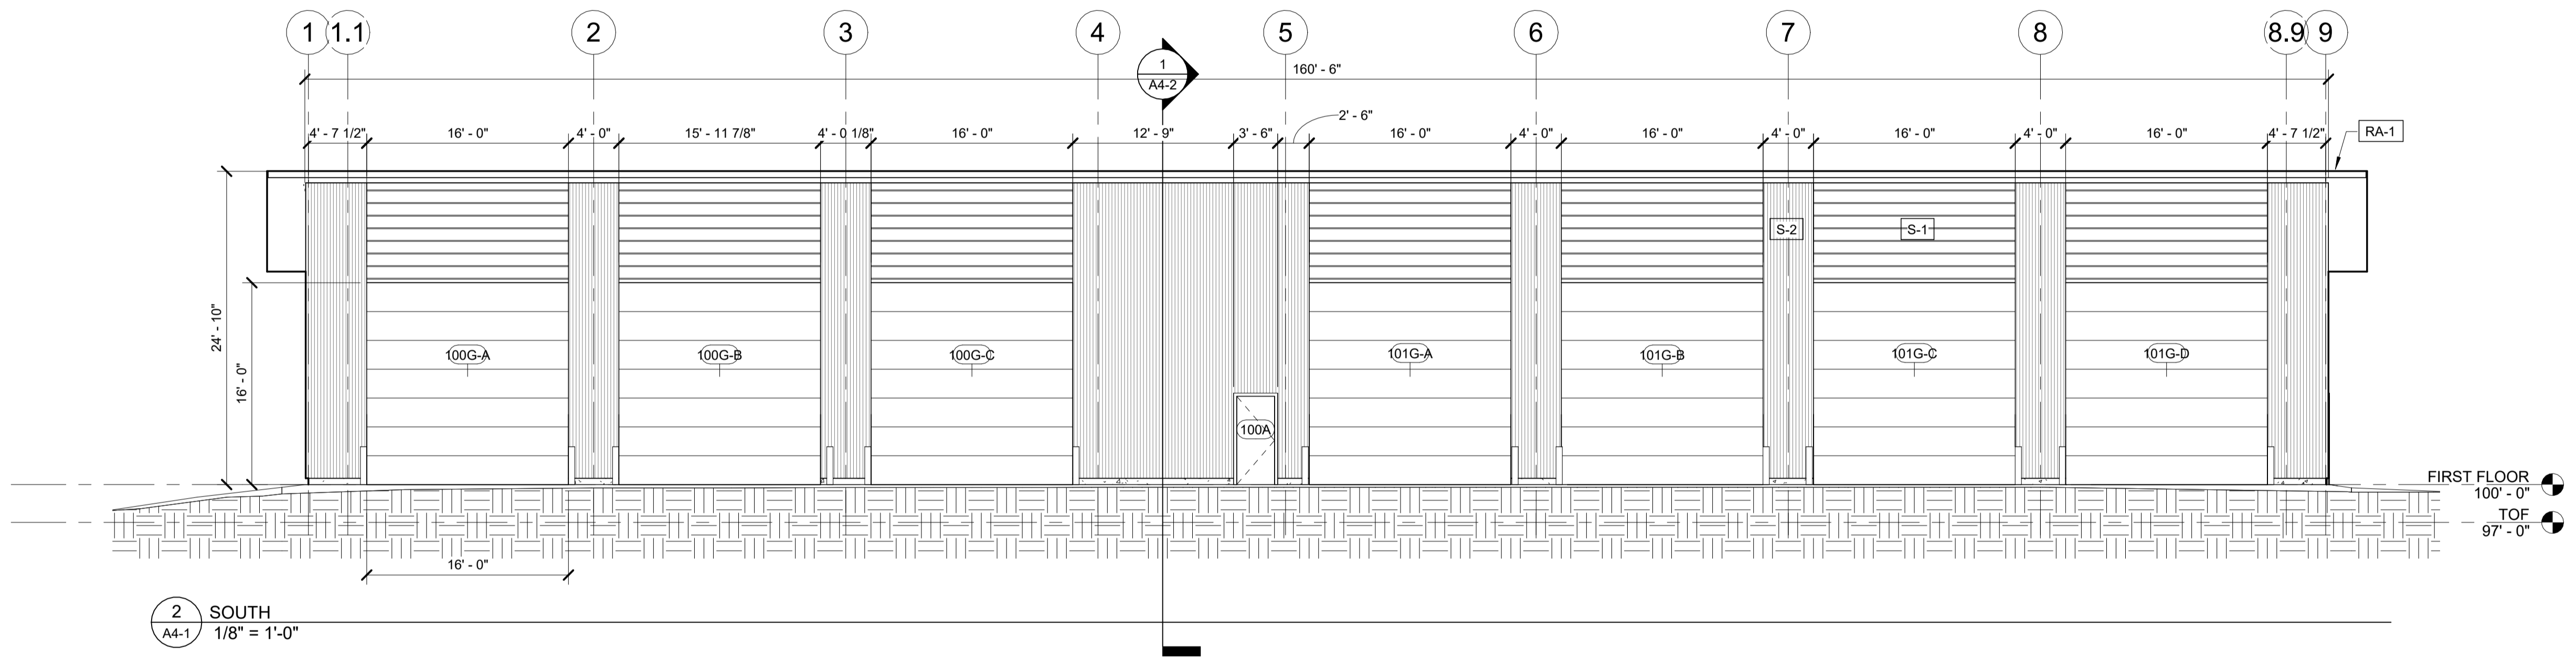 1 1.1 2 3 4 5 6 7 8 8.9 9
1
A4-2
160' - 6"
2' - 6"
4' - 7 1/2" 16' - 0" 4' - 0" 15' - 11 7/8" 4' - 0 1/8" 16' - 0" 12' - 9" 3' - 6" 16' - 0" 4' - 0" 16' - 0" 4' - 0" 16' - 0" 4' - 0" 16' - 0" 4' - 7 1/2"
RA-1
S-2 S-1
24' - 10"
16' - 0"
100G-A 100G-B 100G-C 101G-A 101G-B 101G-C 101G-D
100A
FIRST FLOOR
100' - 0"
TOF
97' - 0"
16' - 0"
2 SOUTH
A4-1 1/8" = 1'-0"